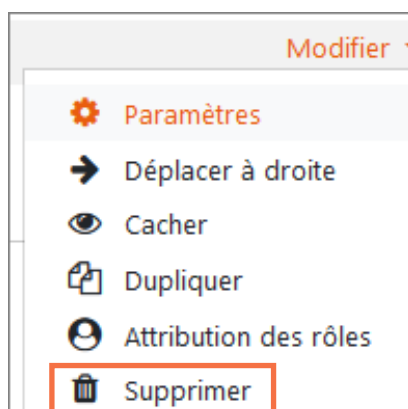 Modifier
Paramètres
Déplacer à droite
Cacher
Dupliquer
Attribution des rôles
Supprimer